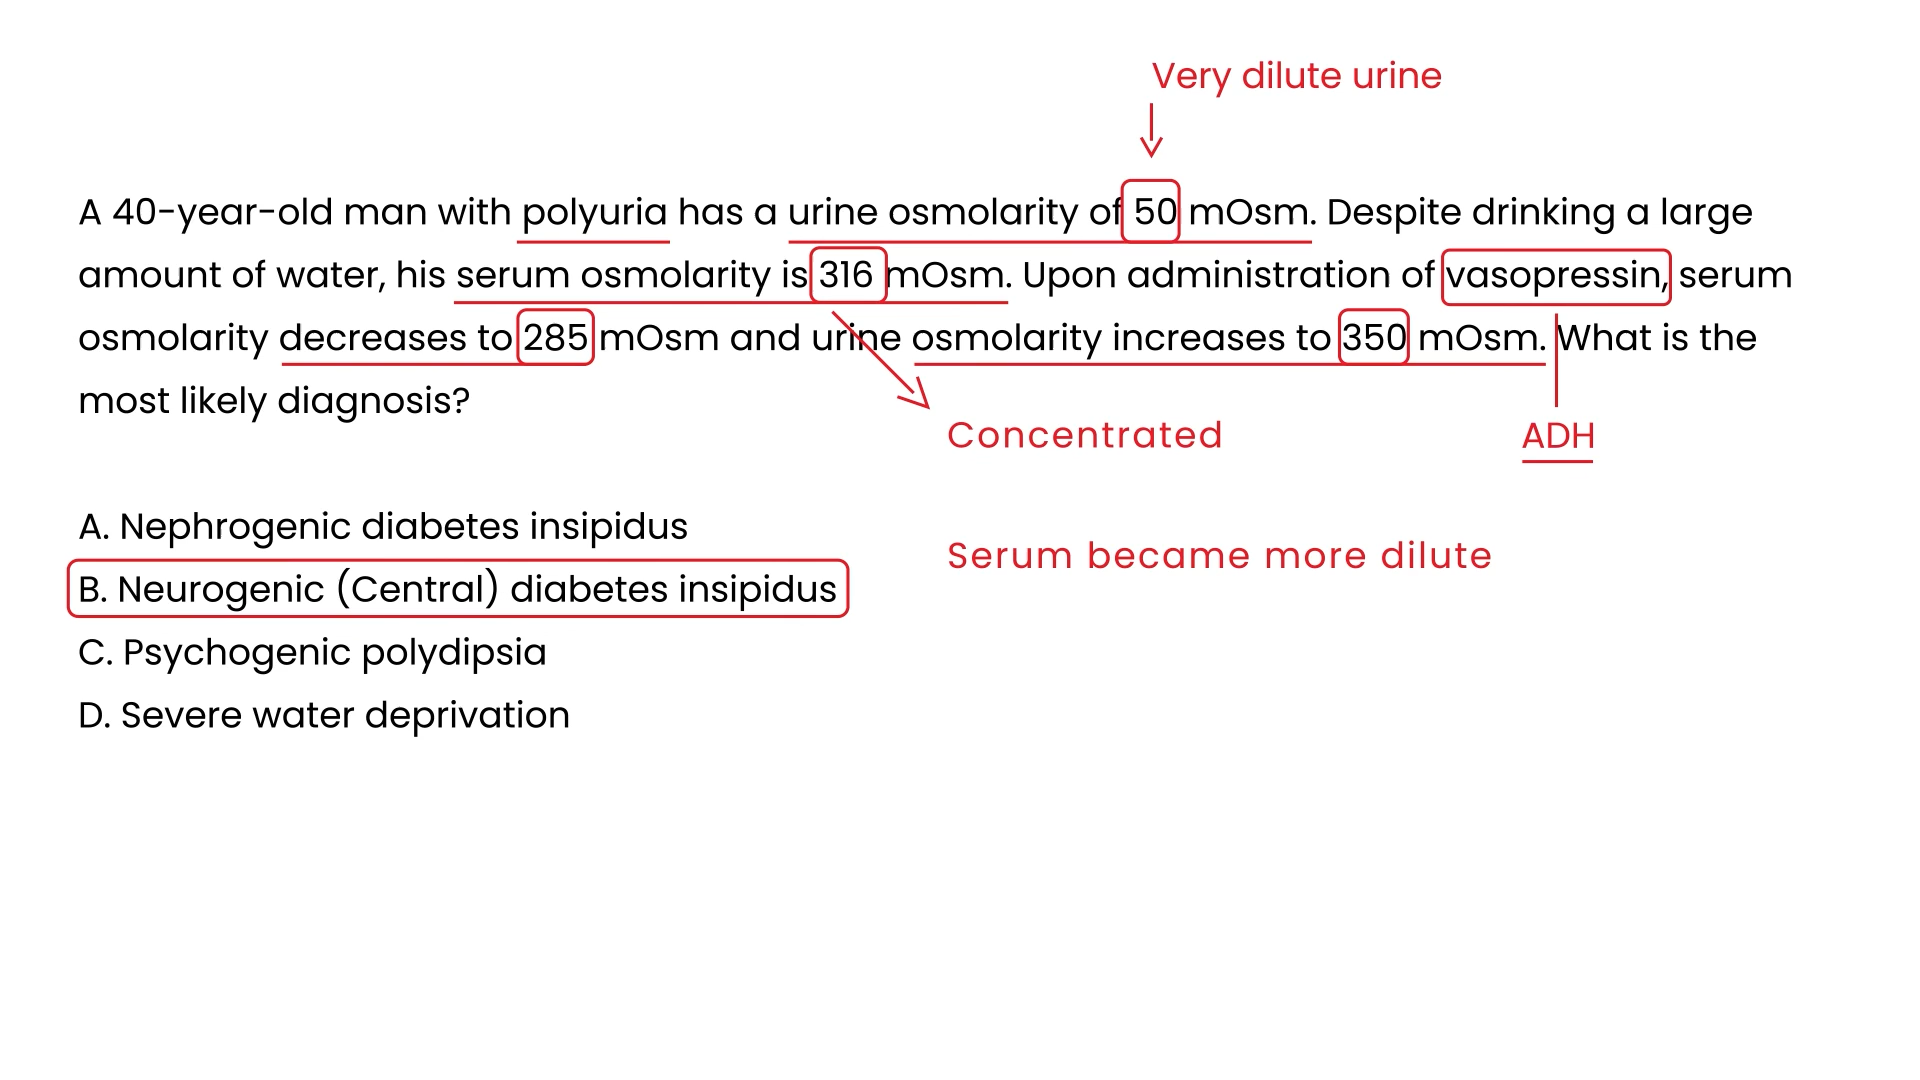 Very dilute urine
A 40-year-old man with polyuria has a urine osmolarity of 50 mOsm. Despite drinking a large
amount of water, his serum osmolarity is 316 mOsm. Upon administration of vasopressin, serum
osmolarity decreases to 285 mOsm and urine osmolarity increases to 350 mOsm. What is the
most likely diagnosis?
Concentrated
ADH
A. Nephrogenic diabetes insipidus
Serum became more dilute
B. Neurogenic (Central) diabetes insipidus
C. Psychogenic polydipsia
D. Severe water deprivation